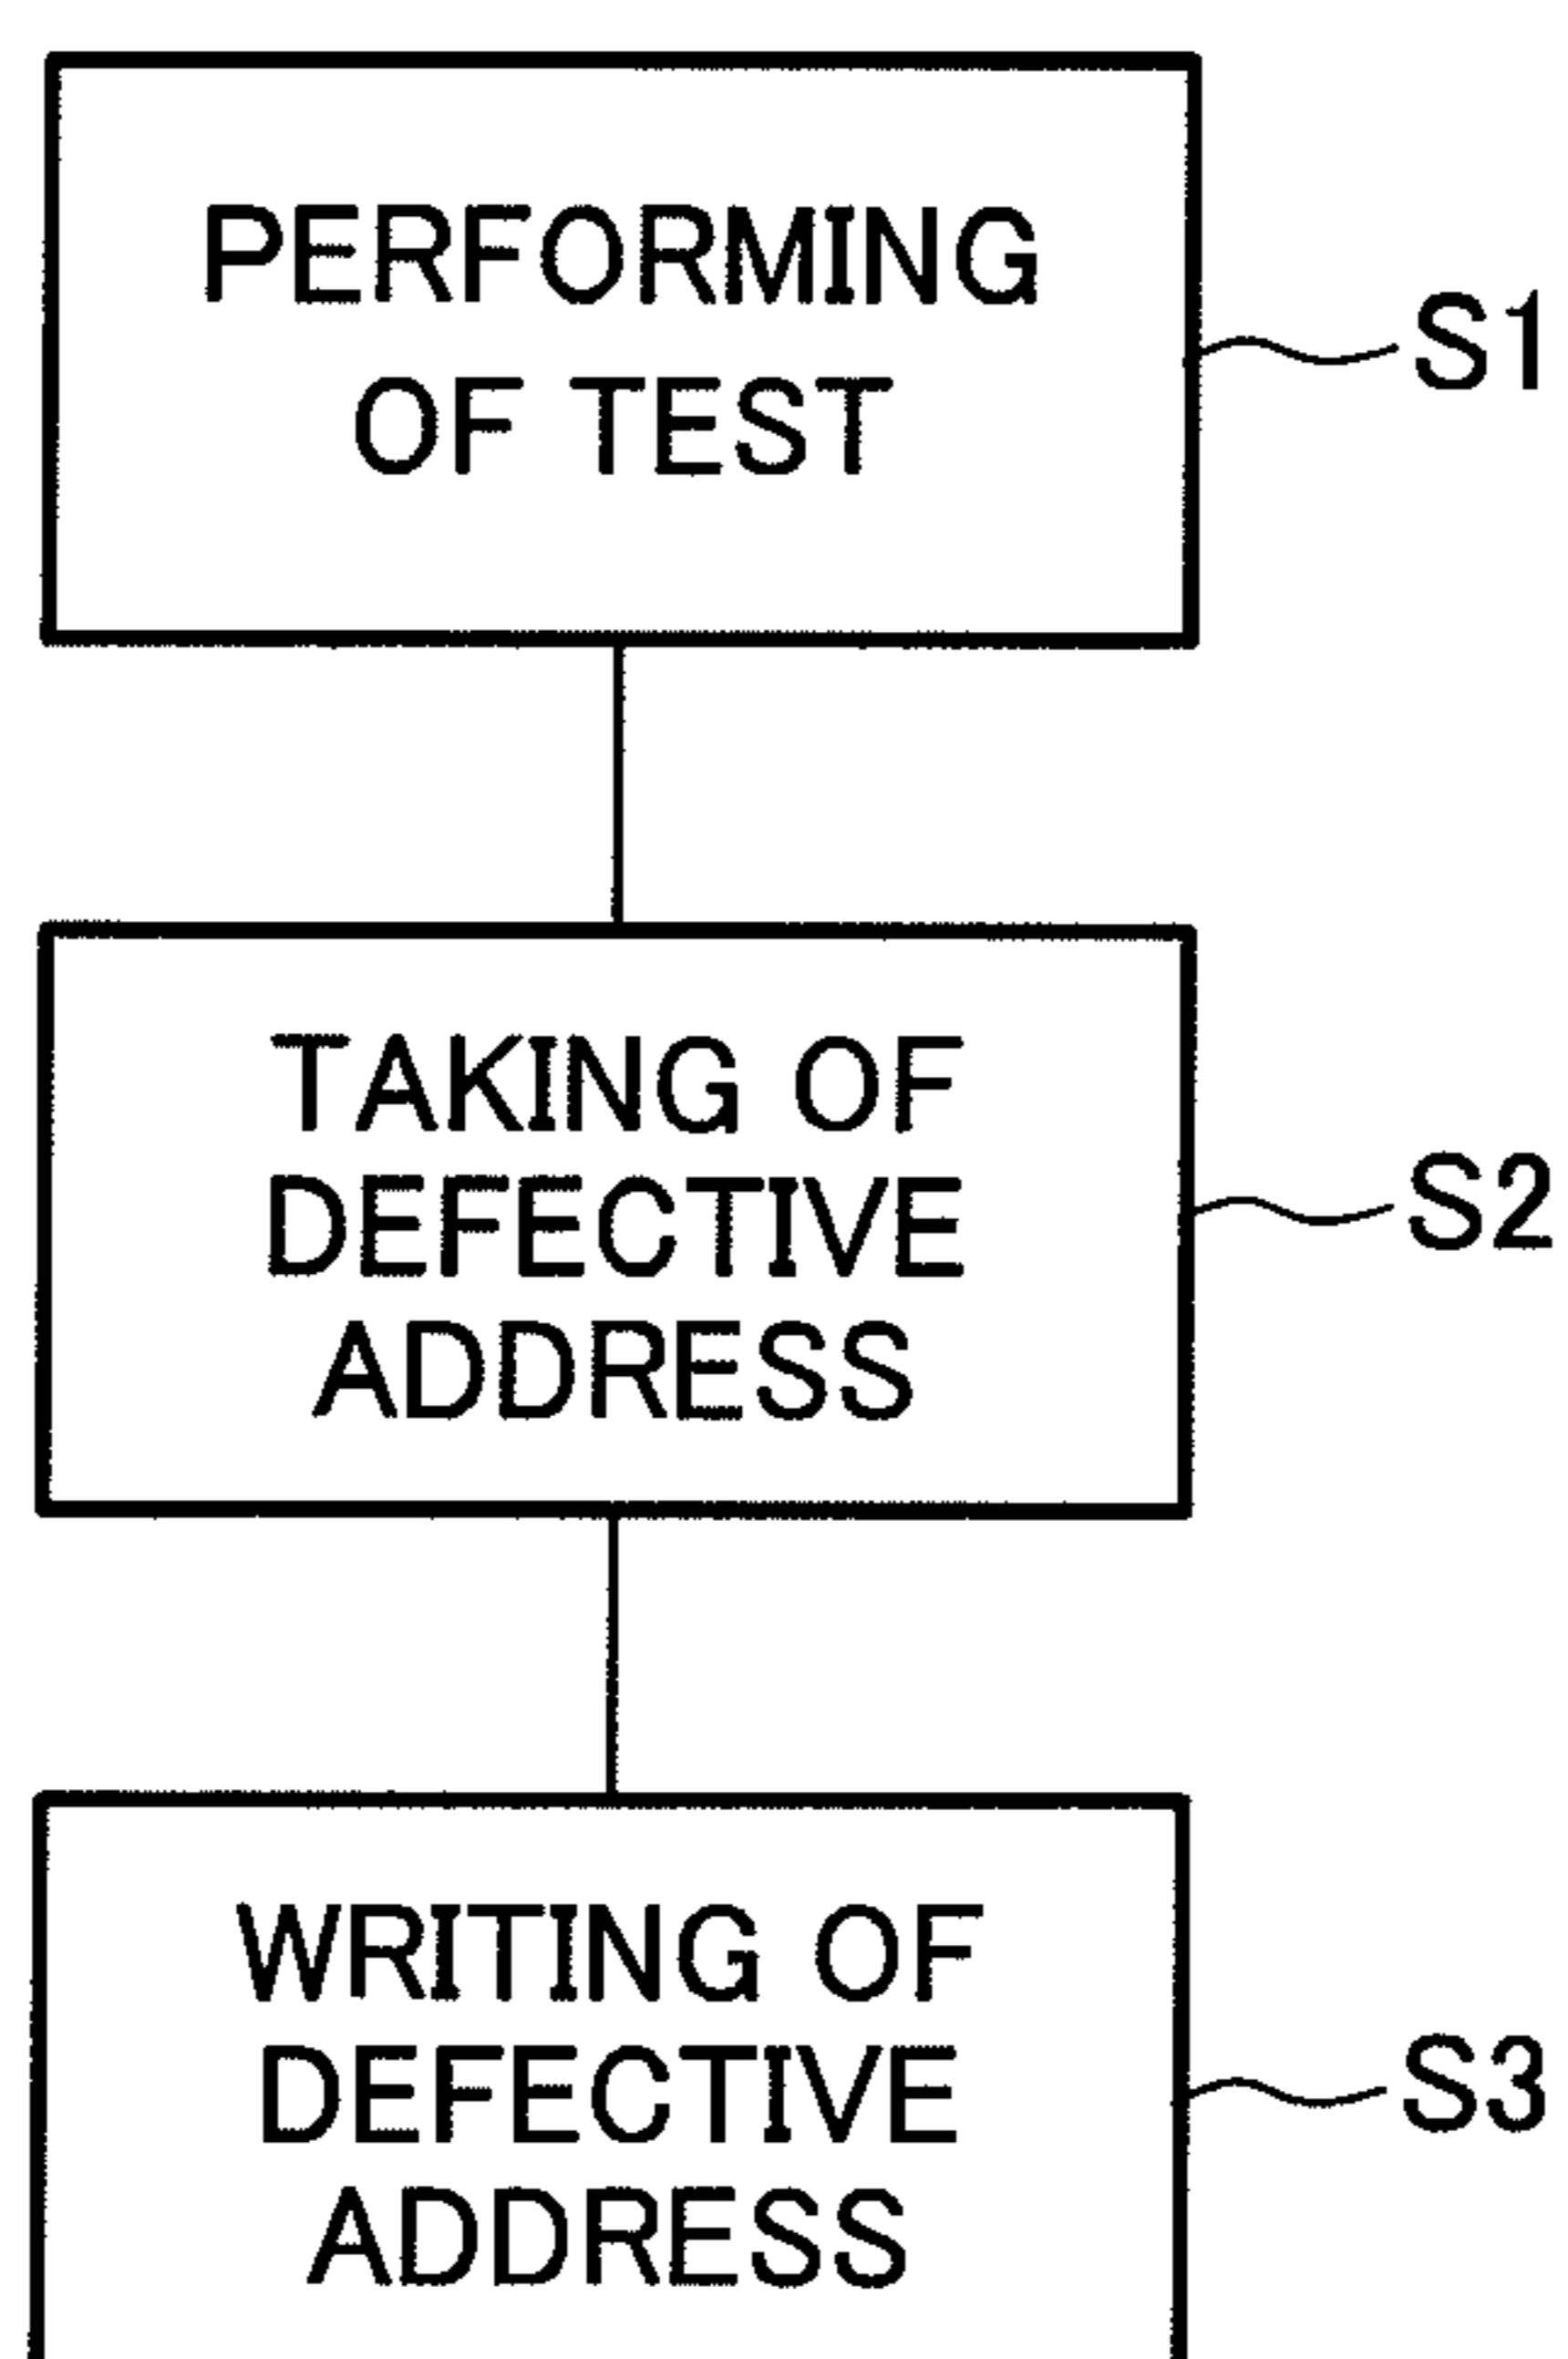 PERFORMING
OF TEST
S1
TAKING OF
DEFECTIVE
ADDRESS
S2
WRITING OF
DEFECTIVE
ADDRESS
S3